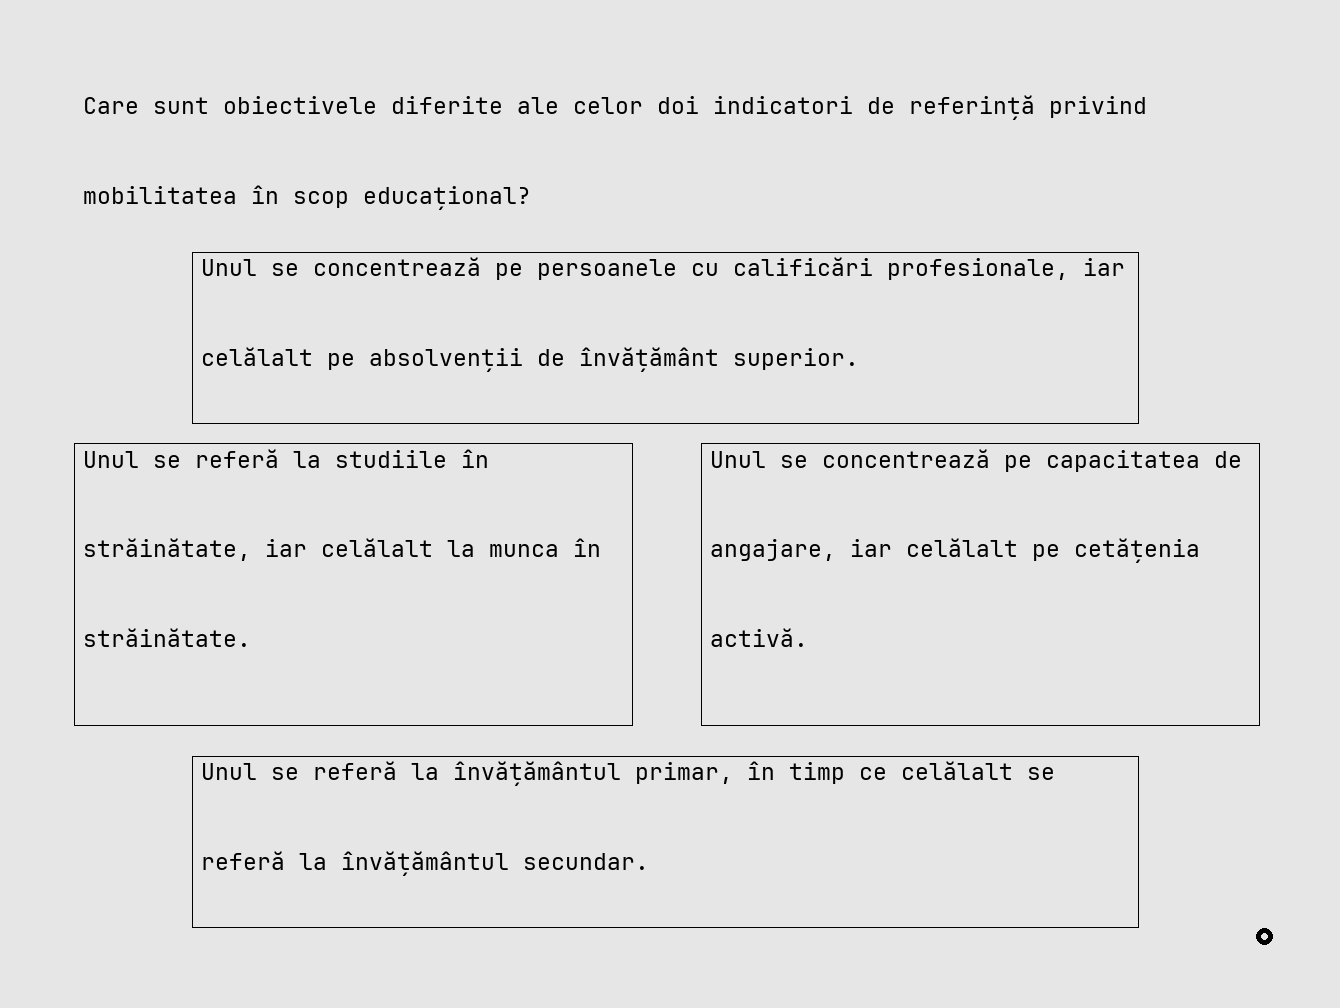 Care sunt obiectivele diferite ale celor doi indicatori de referință privind
mobilitatea în scop educațional?
Unul se concentrează pe persoanele cu calificări profesionale, iar
celălalt pe absolvenții de învățământ superior.
Unul se referă la studiile în
străinătate, iar celălalt la munca în
străinătate.
Unul se concentrează pe capacitatea de
angajare, iar celălalt pe cetățenia
activă.
Unul se referă la învățământul primar, în timp ce celălalt se
referă la învățământul secundar.